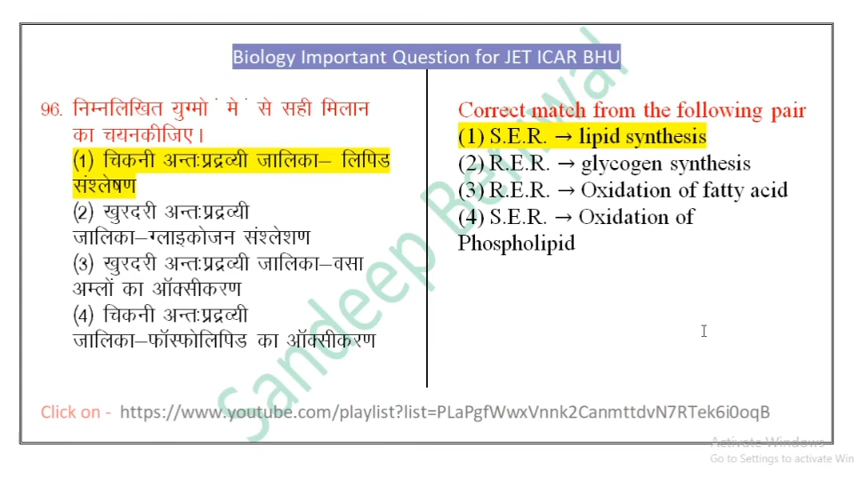 Biology Important Question for JET ICAR BHU
96. निम्नलिखित युग्मों में से सही मिलान
का चयनकीजिए।
(1) चिकनी अन्तःप्रद्रव्यी जालिका– लिपिड
संश्लेषण
(2) खुरदरी अन्तःप्रद्रव्यी
जालिका–ग्लाइकोजन संश्लेशण
(3) खुरदरी अन्तःप्रद्रव्यी जालिका–वसा
अम्लों का ऑक्सीकरण
(4) चिकनी अन्तःप्रद्रव्यी
जालिका–फॉस्फोलिपिड का ऑक्सीकरण
Correct match from the following pair
(1) S.E.R. → lipid synthesis
(2) R.E.R. → glycogen synthesis
(3) R.E.R. → Oxidation of fatty acid
(4) S.E.R. → Oxidation of
Phospholipid
Sandeep Beniwal
Click on - https://www.youtube.com/playlist?list=PLaPgfWwxVnnk2CanmttdvN7RTek6i0oqB
Activate Windows
Go to Settings to activate Win